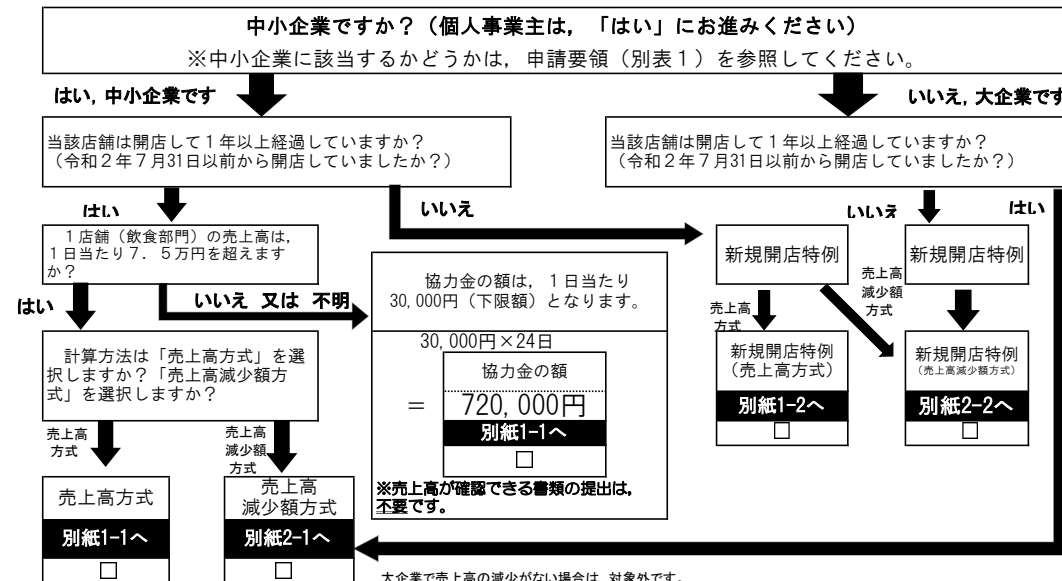 中小企業ですか？（個人事業主は，「はい」にお進みください）
※中小企業に該当するかどうかは，申請要領（別表１）を参照してください。
はい，中小企業です
いいえ，大企業です
当該店舗は開店して１年以上経過していますか？
（令和２年７月31日以前から開店していましたか？）
当該店舗は開店して１年以上経過していますか？
（令和２年７月31日以前から開店していましたか？）
はい
いいえ
いいえ
はい
１店舗（飲食部門）の売上高は，
１日当たり７．５万円を超えます
か？
はい
いいえ 又は 不明
協力金の額は，１日当たり
30,000円（下限額）となります。
30,000円×24日
協力金の額
＝ 720,000円
別紙1-1へ
□
※売上高が確認できる書類の提出は，
不要です。
新規開店特例
新規開店特例
売上高
方式
売上高
減少額
方式
新規開店特例
（売上高方式）
別紙1-2へ
□
新規開店特例
（売上高減少額方式）
別紙2-2へ
□
計算方法は「売上高方式」を選
択しますか？「売上高減少額方
式」を選択しますか？
売上高
方式
売上高
減少額
方式
売上高方式
別紙1-1へ
□
売上高
減少額方式
別紙2-1へ
□
大企業で売上高の減少がない場合は，対象外です。